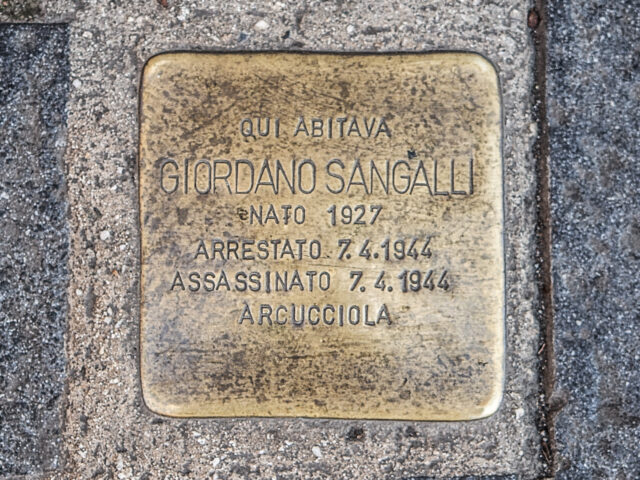 QUI ABITAVA
GIORDANO SANGALLI
NATO 1927
ARRESTATO 7.4.1944
ASSASSINATO 7.4.1944
ARCUCCIOLA